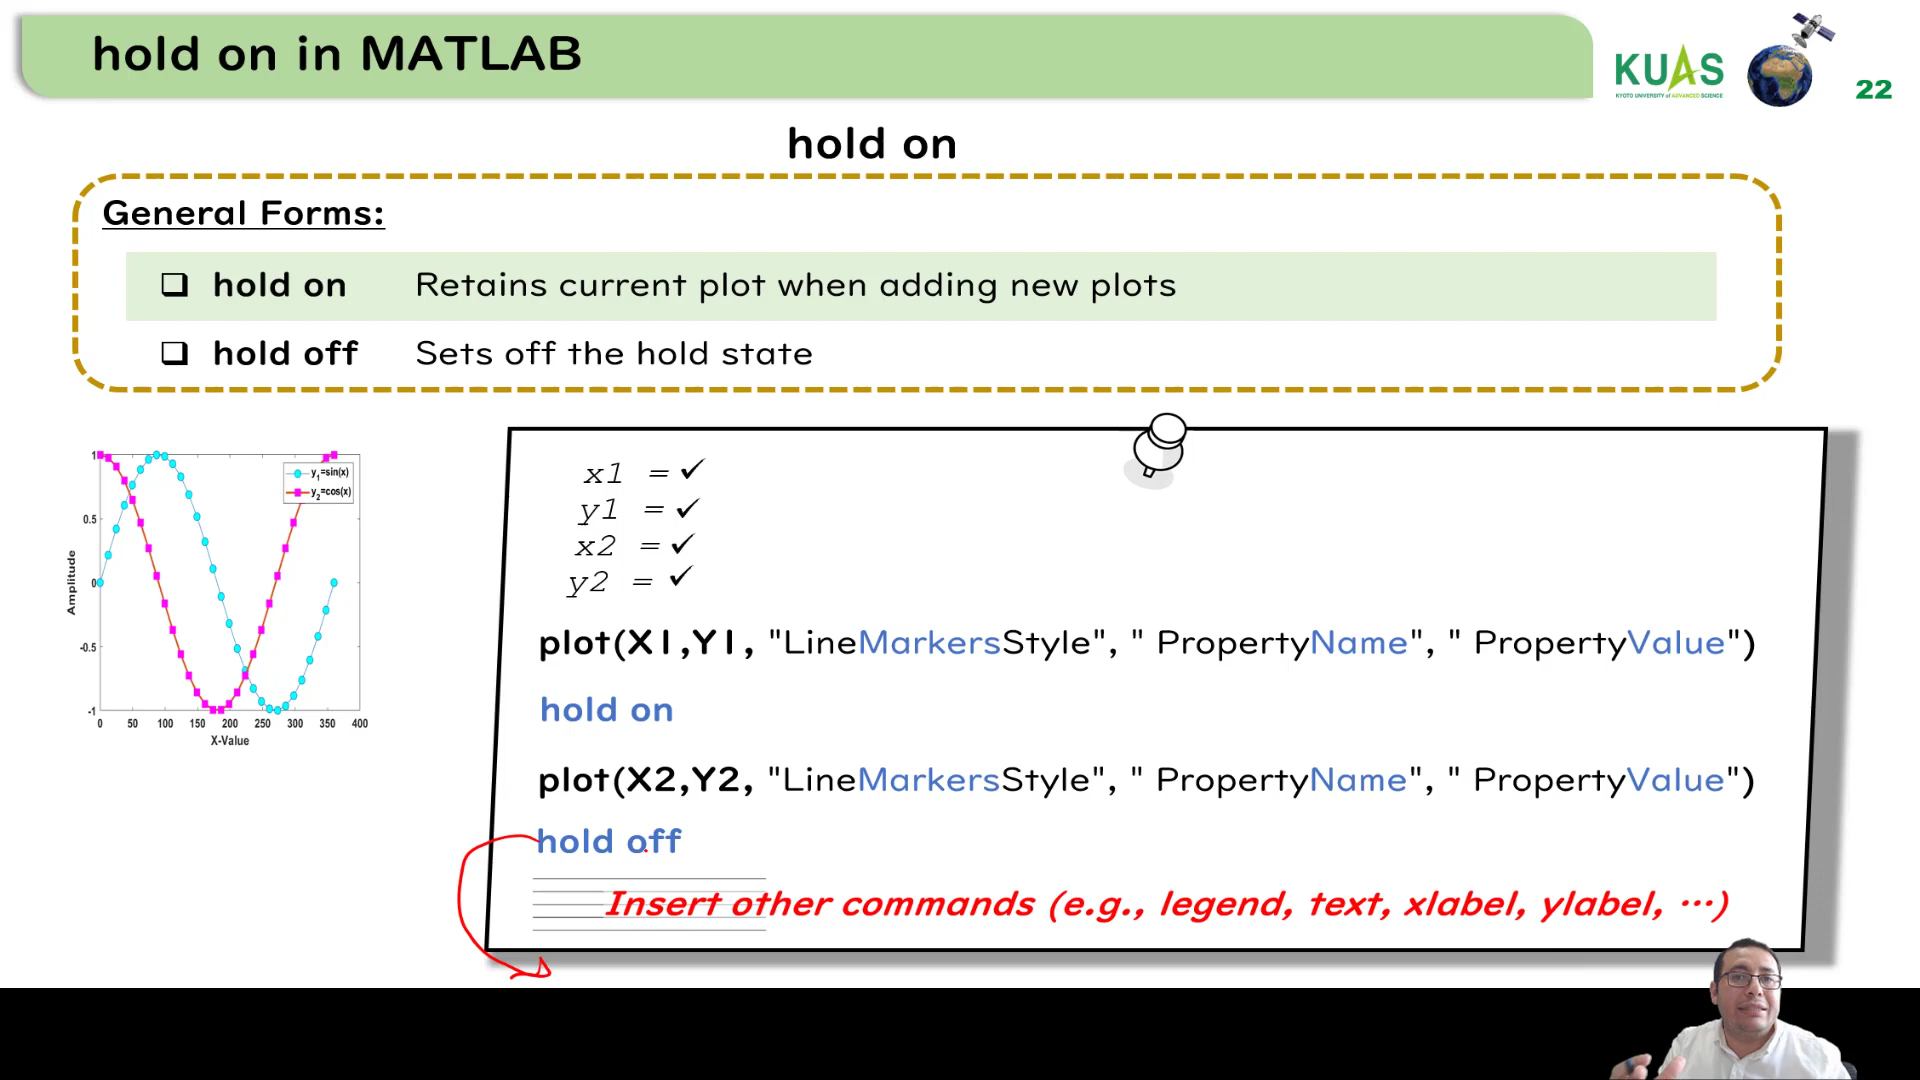 hold on in MATLAB
KUAS
KYOTO UNIVERSITY of ADVANCED SCIENCE
22
hold on
General Forms:
❑ hold on Retains current plot when adding new plots
❑ hold off Sets off the hold state
y1=sin(x)
y2=cos(x)
1
0.5
0
-0.5
-1
Amplitude
0 50 100 150 200 250 300 350 400
X-Value
x1 = ✓
y1 = ✓
x2 = ✓
y2 = ✓
plot(X1,Y1, "LineMarkersStyle", " PropertyName", " PropertyValue")
hold on
plot(X2,Y2, "LineMarkersStyle", " PropertyName", " PropertyValue")
hold off
Insert other commands (e.g., legend, text, xlabel, ylabel, ...)